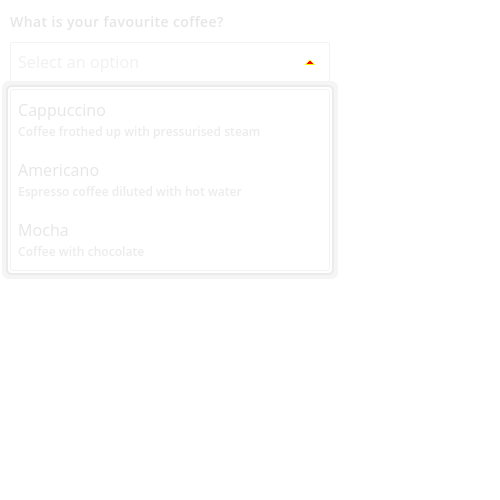 What is your favourite coffee?
Select an option
Cappuccino
Coffee frothed up with pressurised steam
Americano
Espresso coffee diluted with hot water
Mocha
Coffee with chocolate